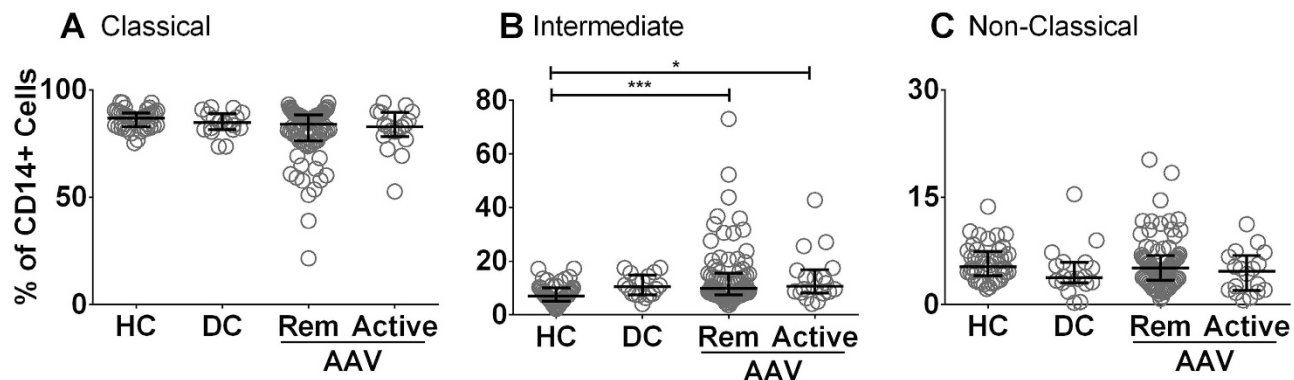 A Classical
B Intermediate
C Non-Classical
% of CD14+ Cells
100
50
0
HC DC Rem Active
AAV
*
***
80
60
40
20
0
HC DC Rem Active
AAV
30
15
0
HC DC Rem Active
AAV